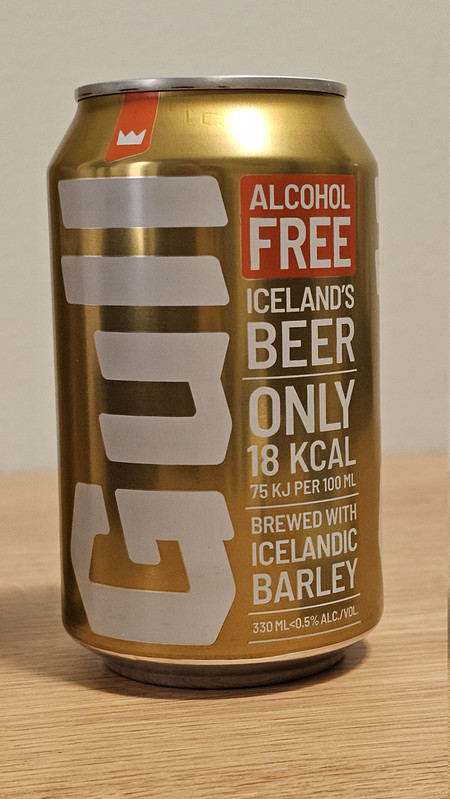 Gull
ALCOHOL
FREE
ICELAND'S
BEER
ONLY
18 KCAL
75 KJ PER 100 ML
BREWED WITH
ICELANDIC
BARLEY
330 ML<0.5% ALC./VOL.